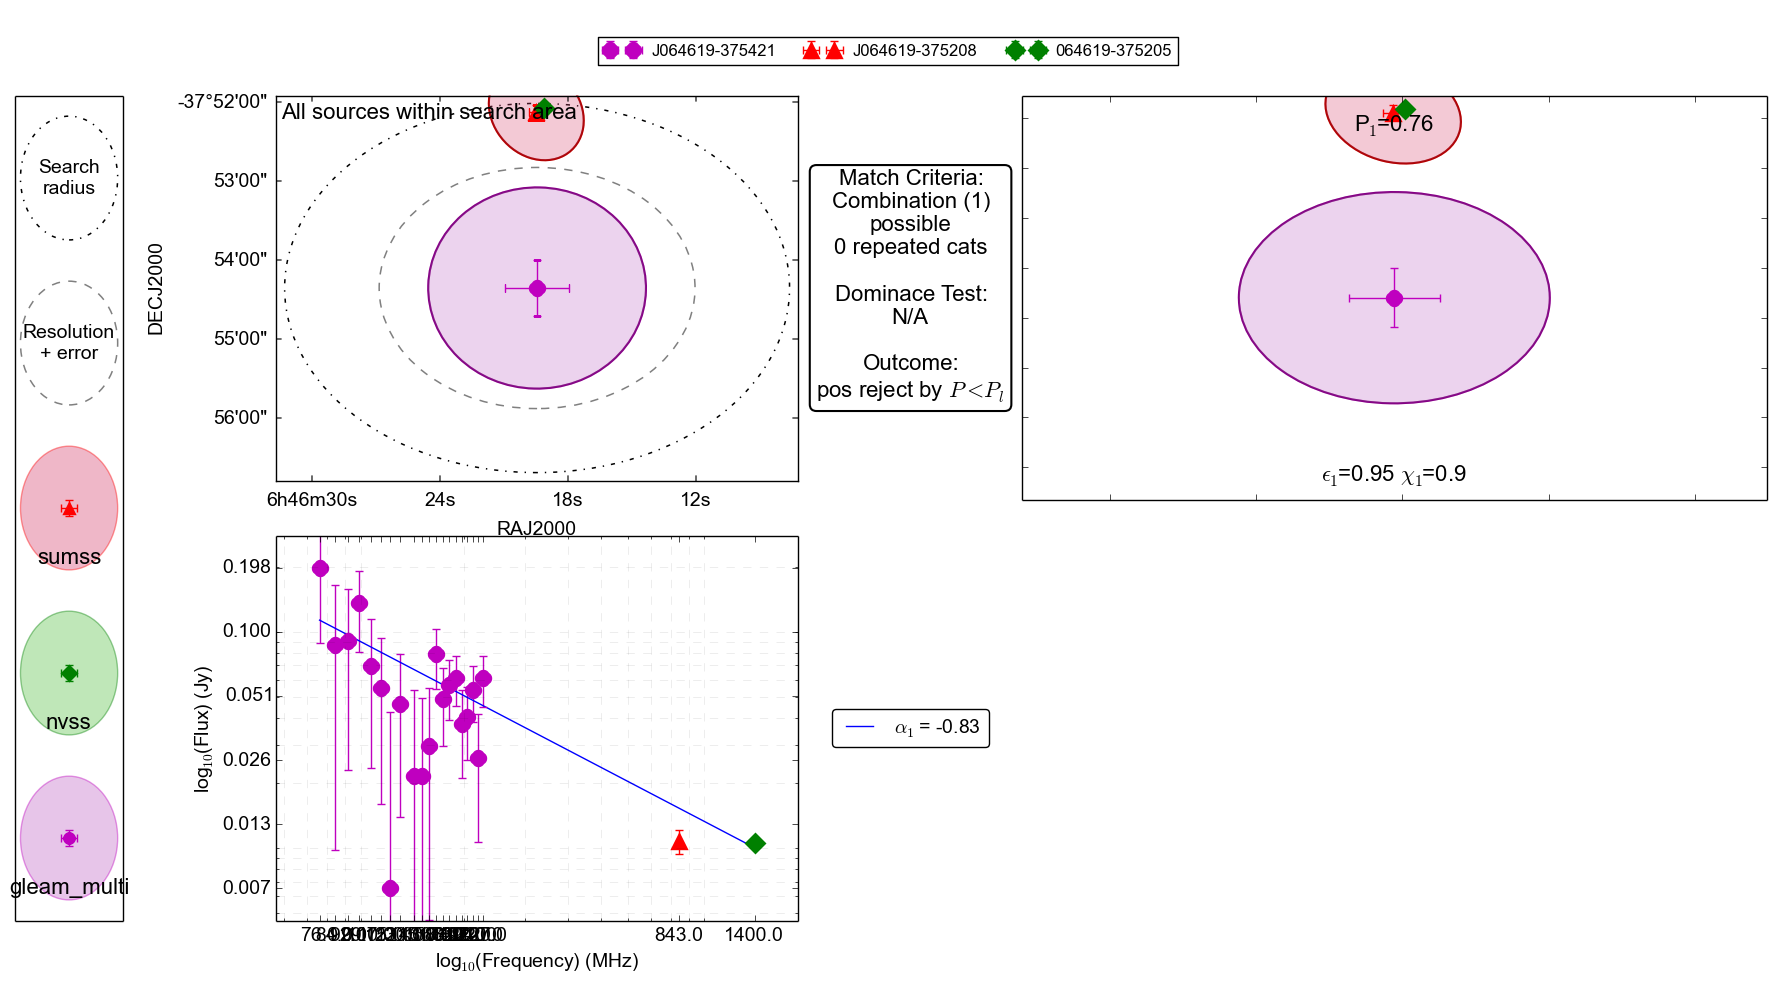 J064619-375421 J064619-375208 064619-375205
Search
radius
Resolution
+ error
sumss
nvss
gleam_multi
All sources within search area
-37°52'00"
53'00"
54'00"
55'00"
56'00"
DECJ2000
6h46m30s 24s 18s 12s
RAJ2000
Match Criteria:
Combination (1)
possible
0 repeated cats
Dominace Test:
N/A
Outcome:
pos reject by P<P_l
P_1=0.76
ϵ_1=0.95 χ_1=0.9
0.198
0.100
0.051
0.026
0.013
0.007
log_10(Flux) (Jy)
843.0 1400.0
log_10(Frequency) (MHz)
α_1 = -0.83